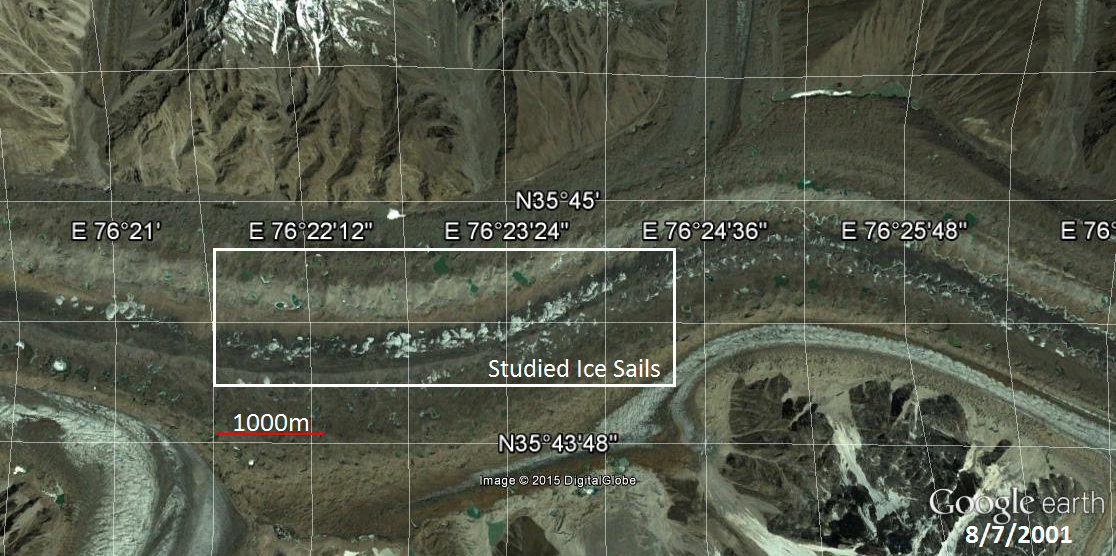 N35°45'
E 76°21' E 76°22'12" E 76°23'24" E 76°24'36" E 76°25'48" E 76°
Studied Ice Sails
1000m
N35°43'48"
Image © 2015 DigitalGlobe
Google earth
8/7/2001